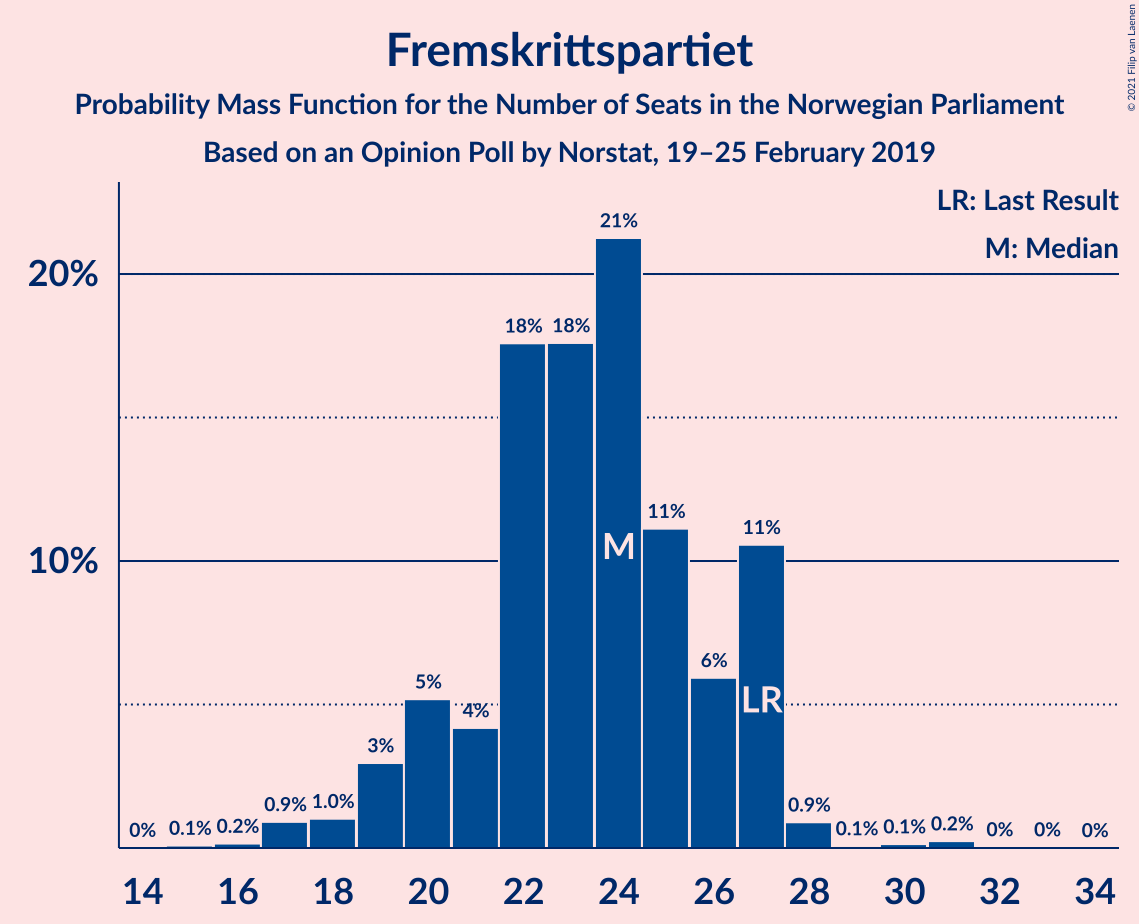 Fremskrittspartiet
Probability Mass Function for the Number of Seats in the Norwegian Parliament
Based on an Opinion Poll by Norstat, 19–25 February 2019
© 2021 Filip van Laenen
LR: Last Result
M: Median
20%
10%
0% 0.1% 0.2% 0.9% 1.0% 3% 5% 4% 18% 18% 21% 11% 6% 11% 0.9% 0.1% 0.1% 0.2% 0% 0% 0%
M
LR
14 16 18 20 22 24 26 28 30 32 34